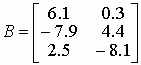 B = [ 6.1 0.3
-7.9 4.4
2.5 -8.1 ]